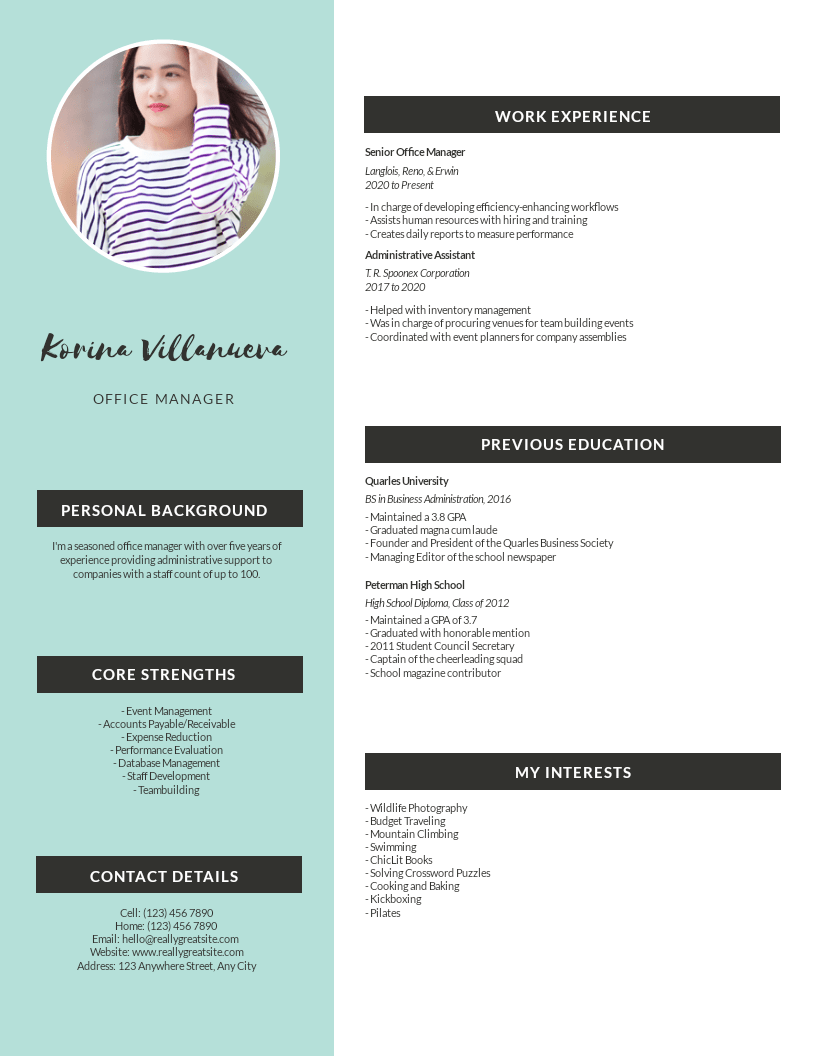 Korina Villanueva
OFFICE MANAGER
PERSONAL BACKGROUND
I'm a seasoned office manager with over five years of
experience providing administrative support to
companies with a staff count of up to 100.
CORE STRENGTHS
- Event Management
- Accounts Payable/Receivable
- Expense Reduction
- Performance Evaluation
- Database Management
- Staff Development
- Teambuilding
CONTACT DETAILS
Cell: (123) 456 7890
Home: (123) 456 7890
Email: hello@reallygreatsite.com
Website: www.reallygreatsite.com
Address: 123 Anywhere Street, Any City
WORK EXPERIENCE
Senior Office Manager
Langlois, Reno, & Erwin
2020 to Present
- In charge of developing efficiency-enhancing workflows
- Assists human resources with hiring and training
- Creates daily reports to measure performance
Administrative Assistant
T. R. Spoonex Corporation
2017 to 2020
- Helped with inventory management
- Was in charge of procuring venues for team building events
- Coordinated with event planners for company assemblies
PREVIOUS EDUCATION
Quarles University
BS in Business Administration, 2016
- Maintained a 3.8 GPA
- Graduated magna cum laude
- Founder and President of the Quarles Business Society
- Managing Editor of the school newspaper
Peterman High School
High School Diploma, Class of 2012
- Maintained a GPA of 3.7
- Graduated with honorable mention
- 2011 Student Council Secretary
- Captain of the cheerleading squad
- School magazine contributor
MY INTERESTS
- Wildlife Photography
- Budget Traveling
- Mountain Climbing
- Swimming
- ChicLit Books
- Solving Crossword Puzzles
- Cooking and Baking
- Kickboxing
- Pilates